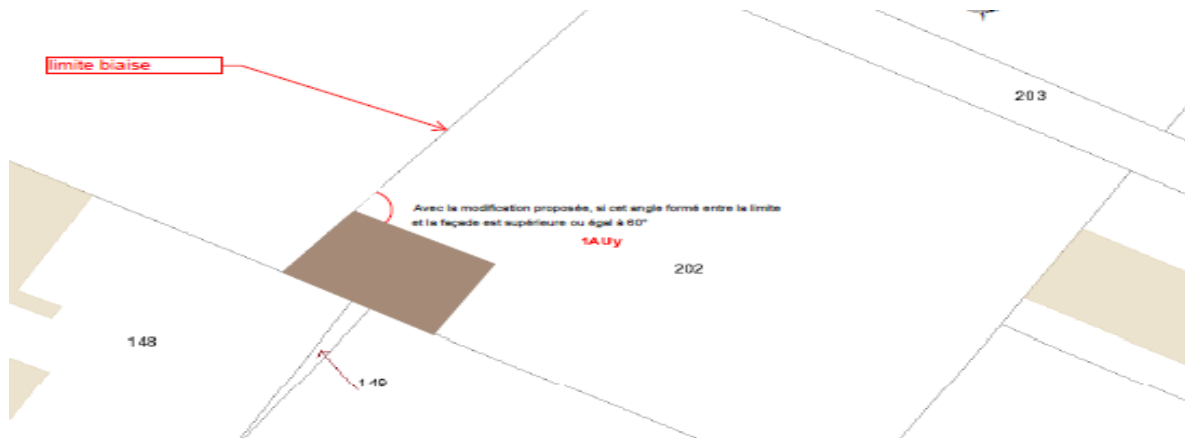 limite biaise
203
Avec la modification proposée, si cet angle formé entre la limite
et la façade est supérieure ou égal à 60°
1AUy
202
148
149